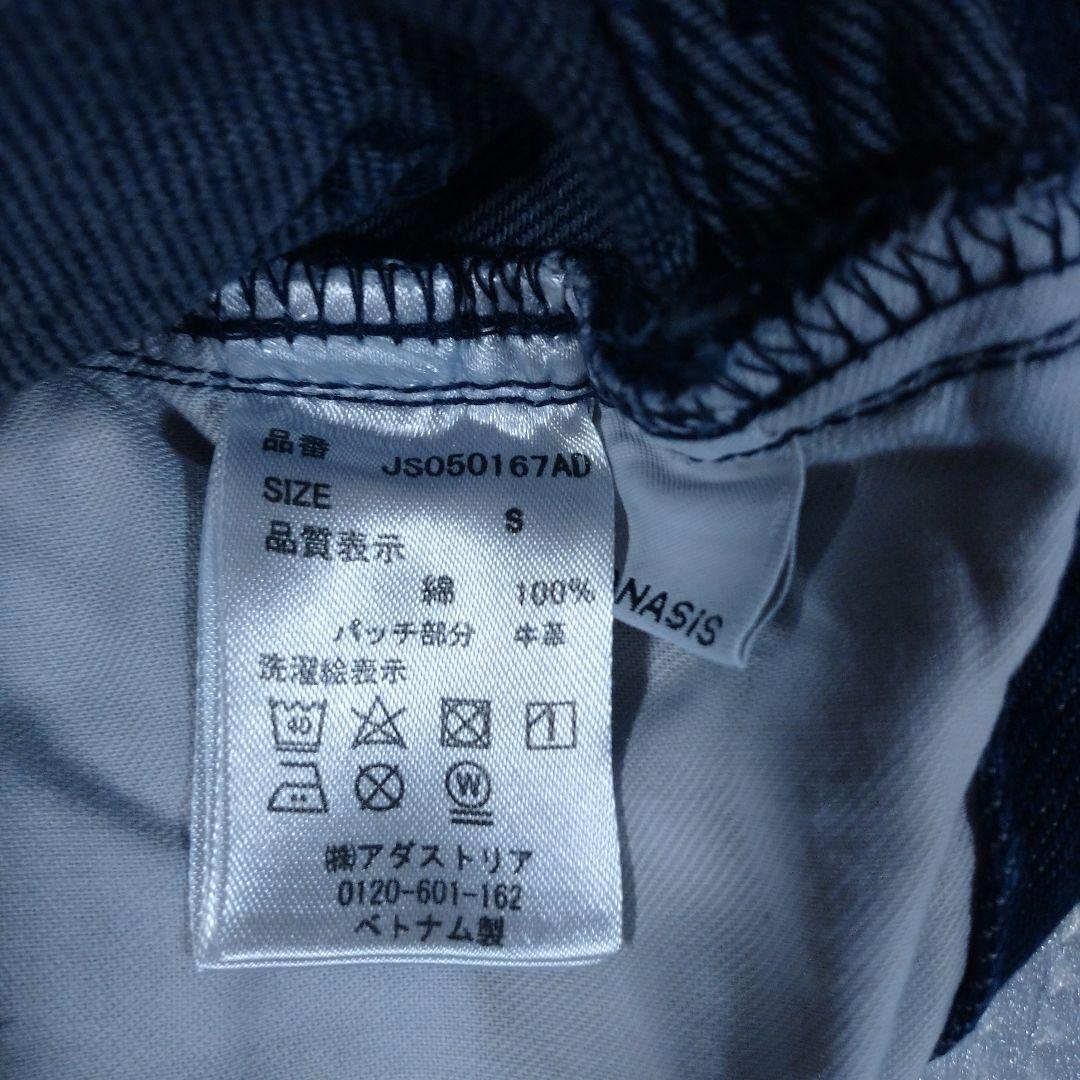 品番 JS050167AD
SIZE S
品質表示
綿 100%
パッチ部分 牛革
洗濯絵表示
W
㈱アダストリア
0120-601-162
ベトナム製
NASiS